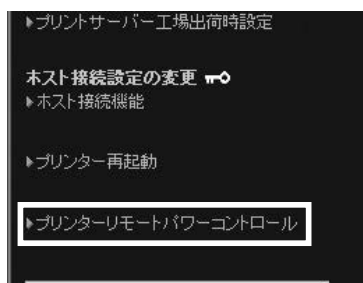 ▶プリントサーバー工場出荷時設定
ホスト接続設定の変更
▶ホスト接続機能
▶プリンター再起動
▶プリンターリモートパワーコントロール